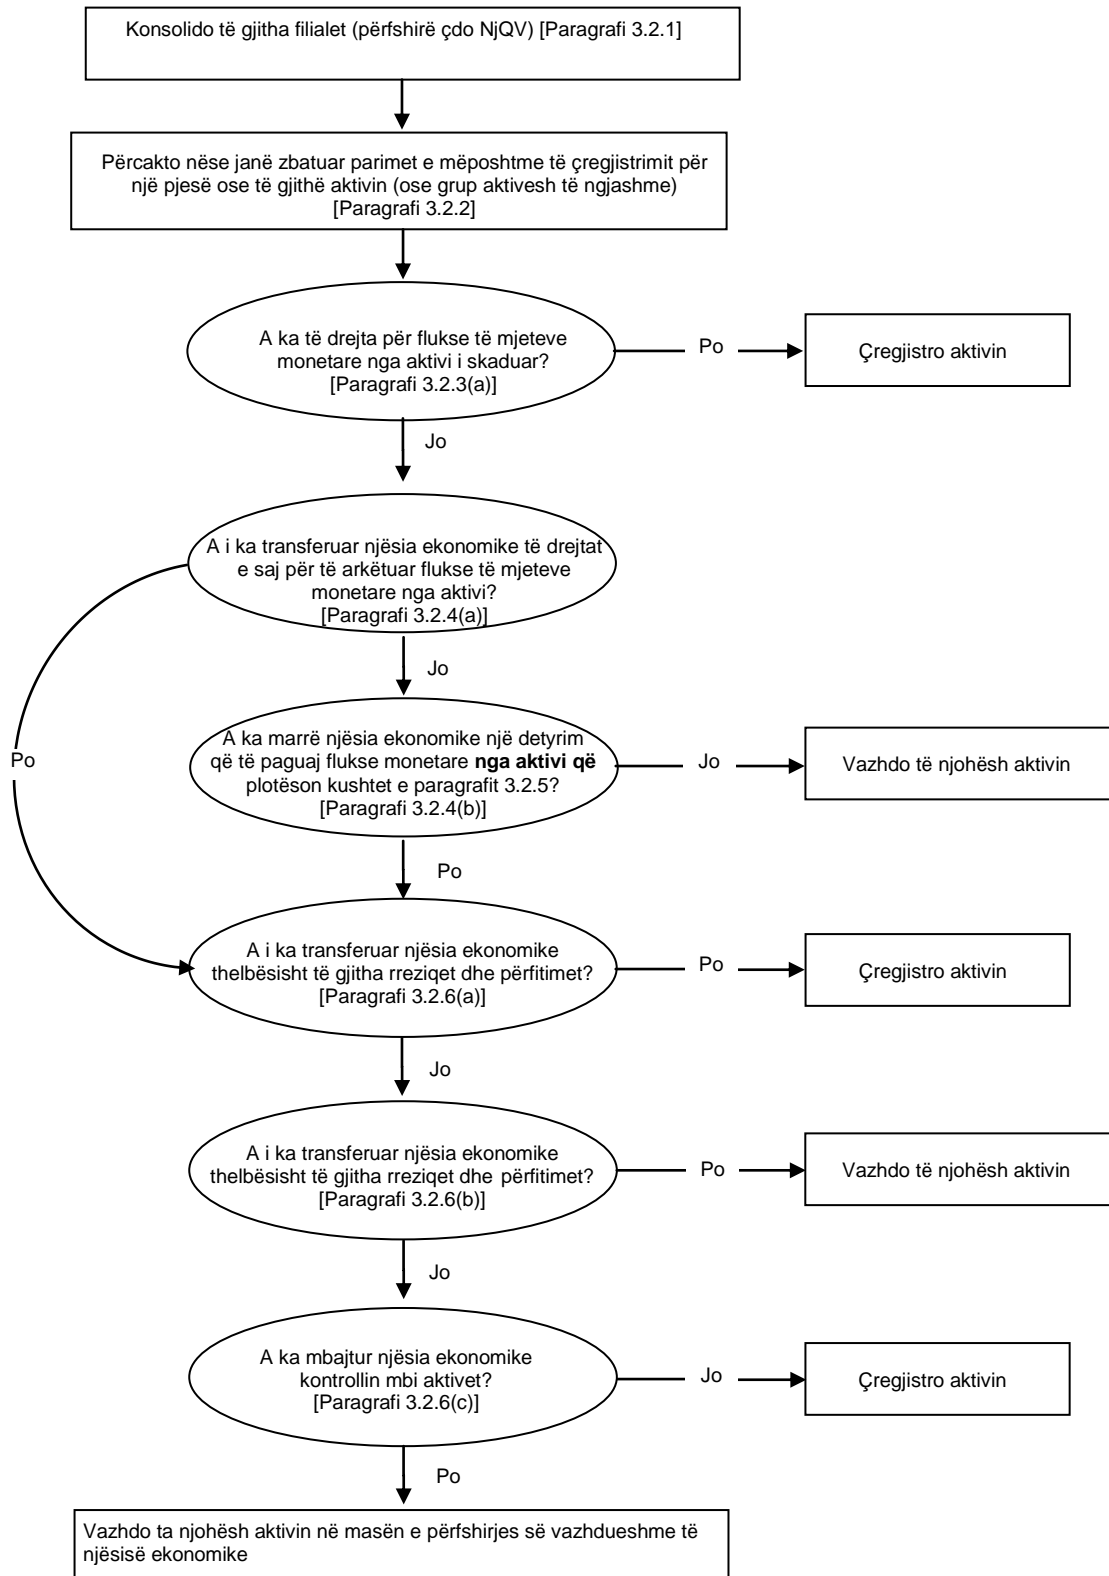 Konsolido të gjitha filialet (përfshirë çdo NjQV) [Paragrafi 3.2.1]
Përcakto nëse janë zbatuar parimet e mëposhtme të çregjistrimit për
një pjesë ose të gjithë aktivin (ose grup aktivesh të ngjashme)
[Paragrafi 3.2.2]
A ka të drejta për flukse të mjeteve
monetare nga aktivi i skaduar?
[Paragrafi 3.2.3(a)]
Po
Çregjistro aktivin
Jo
A i ka transferuar njësia ekonomike të drejtat
e saj për të arkëtuar flukse të mjeteve
monetare nga aktivi?
[Paragrafi 3.2.4(a)]
Jo
Po
A ka marrë njësia ekonomike një detyrim
që të paguaj flukse monetare nga aktivi që
plotëson kushtet e paragrafit 3.2.5?
[Paragrafi 3.2.4(b)]
Jo
Vazhdo të njohësh aktivin
Po
A i ka transferuar njësia ekonomike
thelbësisht të gjitha rreziqet dhe përfitimet?
[Paragrafi 3.2.6(a)]
Po
Çregjistro aktivin
Jo
A i ka transferuar njësia ekonomike
thelbësisht të gjitha rreziqet dhe përfitimet?
[Paragrafi 3.2.6(b)]
Po
Vazhdo të njohësh aktivin
Jo
A ka mbajtur njësia ekonomike
kontrollin mbi aktivet?
[Paragrafi 3.2.6(c)]
Jo
Çregjistro aktivin
Po
Vazhdo ta njohësh aktivin në masën e përfshirjes së vazhdueshme të
njësisë ekonomike